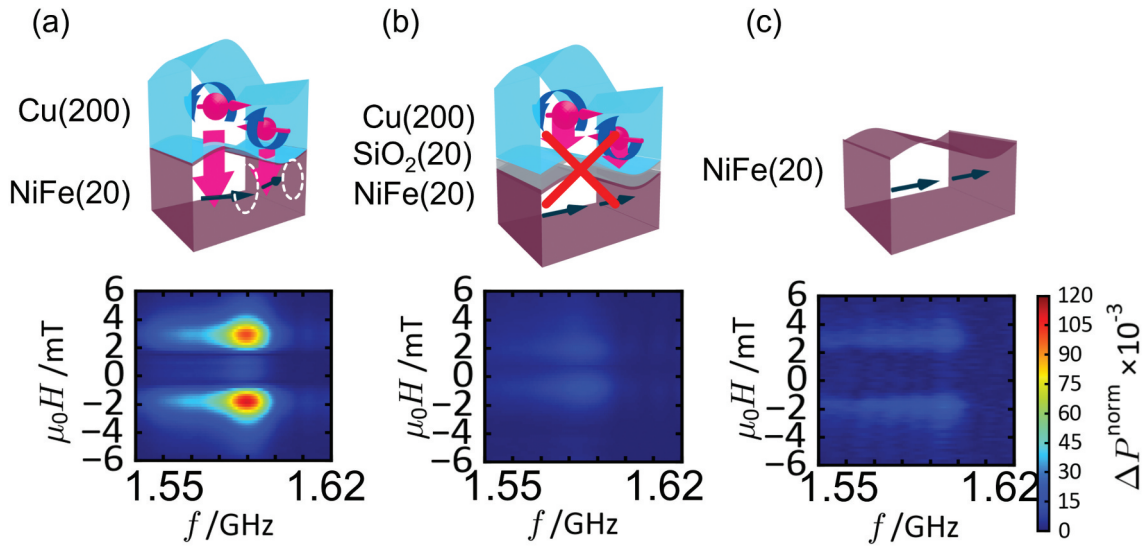 (a)
(b)
(c)
Cu(200)
NiFe(20)
Cu(200)
SiO₂(20)
NiFe(20)
NiFe(20)
6
4
2
0
−2
−4
−6
μ₀H /mT
1.55
1.62
f /GHz
6
4
2
0
−2
−4
−6
μ₀H /mT
1.55
1.62
f /GHz
6
4
2
0
−2
−4
−6
μ₀H /mT
1.55
1.62
f /GHz
120
105
90
75
60
45
30
15
0
ΔP^norm ×10⁻³